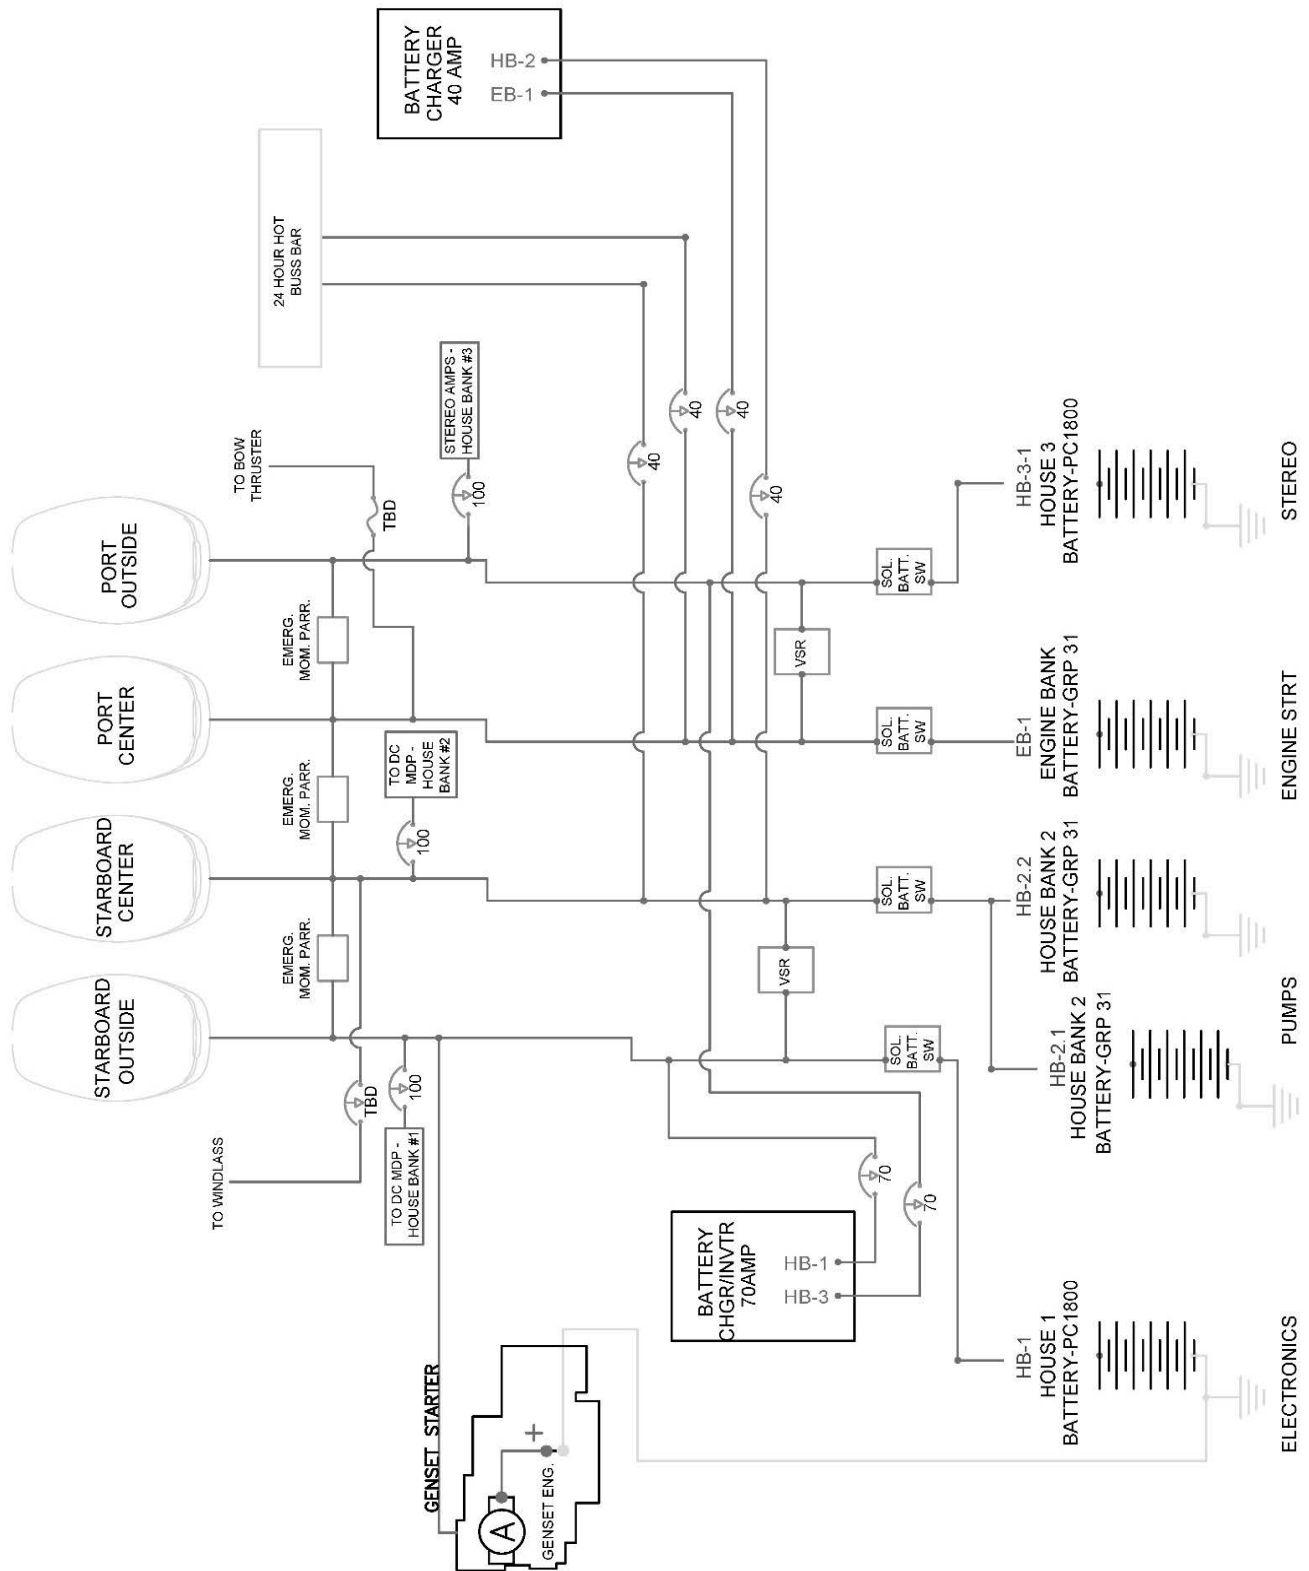 BATTERY
CHARGER
40 AMP
HB-2
EB-1
24 HOUR HOT
BUSS BAR
STEREO AMPS -
HOUSE BANK #3
100
TO BOW
THRUSTER
TBD
PORT
OUTSIDE
PORT
CENTER
STARBOARD
CENTER
STARBOARD
OUTSIDE
EMERG.
MOM. PARR.
EMERG.
MOM. PARR.
EMERG.
MOM. PARR.
TO DC
MDP -
HOUSE
BANK #2
100
TO WINDLASS
TBD
100
TO DC MDP -
HOUSE BANK #1
40
40
40
40
VSR
VSR
SOL.
BATT.
SW
SOL.
BATT.
SW
SOL.
BATT.
SW
SOL.
BATT.
SW
70
70
BATTERY
CHGR/INVTR
70AMP
HB-1
HB-3
GENSET STARTER
A
+
GENSET ENG.
HB-1
HOUSE 1
BATTERY-PC1800
ELECTRONICS
HB-2.1
HOUSE BANK 2
BATTERY-GRP 31
PUMPS
HB-2.2
HOUSE BANK 2
BATTERY-GRP 31
EB-1
ENGINE BANK
BATTERY-GRP 31
ENGINE STRT
HB-3-1
HOUSE 3
BATTERY-PC1800
STEREO